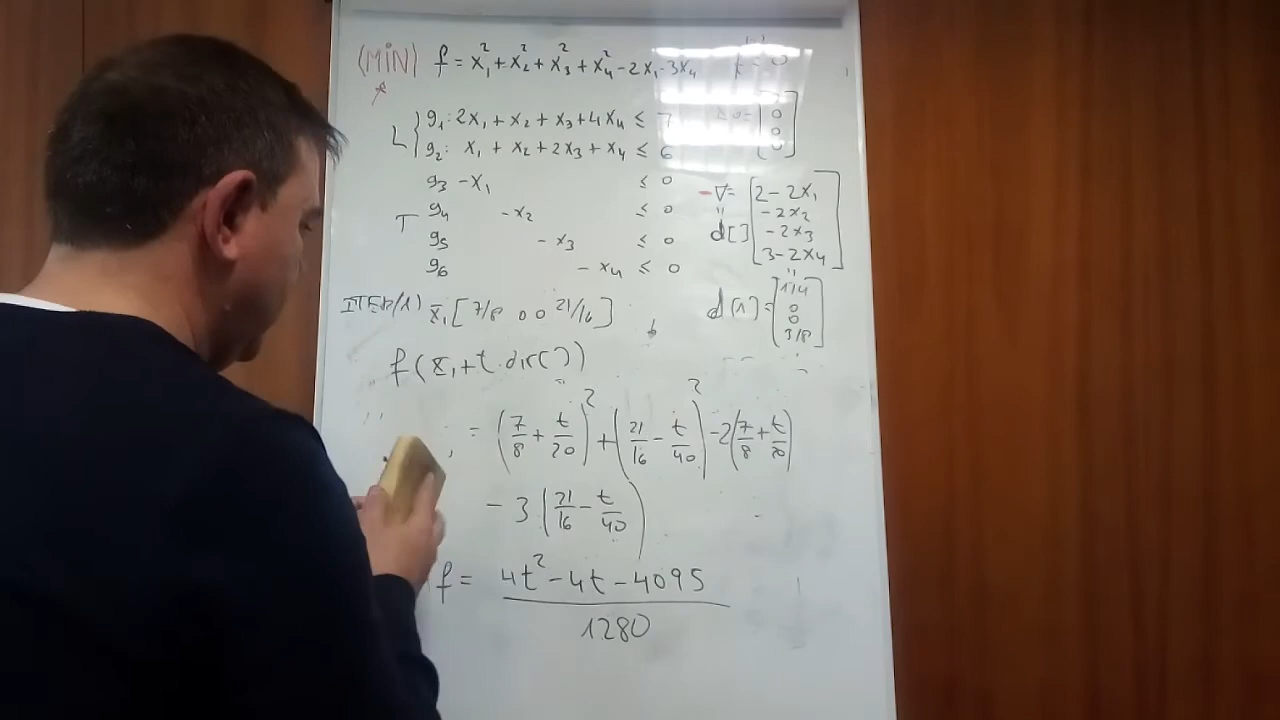 (MIN) f = x₁² + x₂² + x₃² + x₄² - 2x₁ - 3x₄
L { g₁: 2x₁ + x₂ + x₃ + 4x₄ ≤ 7
g₂: x₁ + x₂ + 2x₃ + x₄ ≤ 6
g₃ -x₁ ≤ 0
T g₄ -x₂ ≤ 0
g₅ -x₃ ≤ 0
g₆ -x₄ ≤ 0
-∇= [2-2x₁
-2x₂
-2x₃
3-2x₄]
"
d[]
"
d[1] = [1/4
0
0
3/8]
x̄₁[7/8 0 0 21/16]
f(x̄₁+t.dir())
= (7/8 + t/20)² + (21/16 - t/40)² -2(7/8 + t/20)
- 3(21/16 - t/40)
f = (4t² - 4t - 4095)/1280